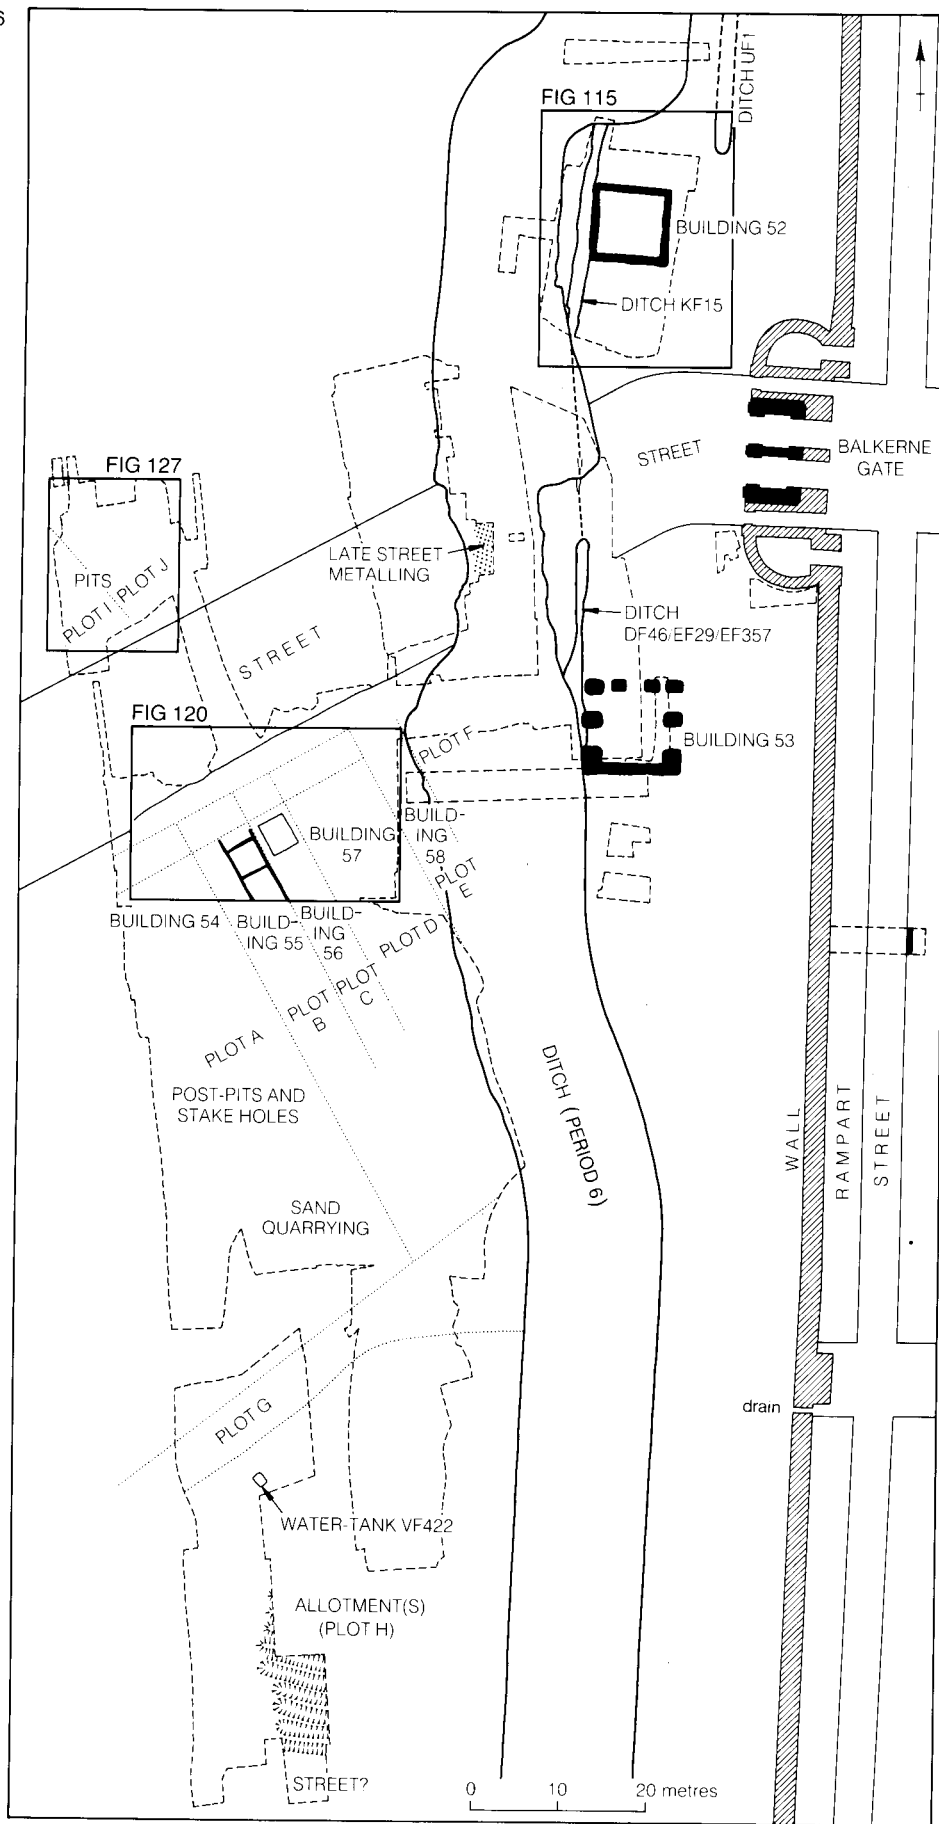 6
DITCH UF1
FIG 115
BUILDING 52
DITCH KF15
STREET
BALKERNE
GATE
FIG 127
LATE STREET
METALLING
PITS
PLOT I
PLOT J
DITCH
DF46/EF29/EF357
STREET
FIG 120
PLOT F
BUILDING 53
BUILDING
57
BUILD-
ING
58
PLOT
E
BUILDING 54
BUILD-
ING 55
BUILD-
ING
56
PLOT D
PLOT
C
PLOT
B
PLOT A
POST-PITS AND
STAKE HOLES
DITCH (PERIOD 6)
WALL
RAMPART
STREET
SAND
QUARRYING
PLOT G
drain
WATER-TANK VF422
ALLOTMENT(S)
(PLOT H)
STREET?
0 10 20 metres